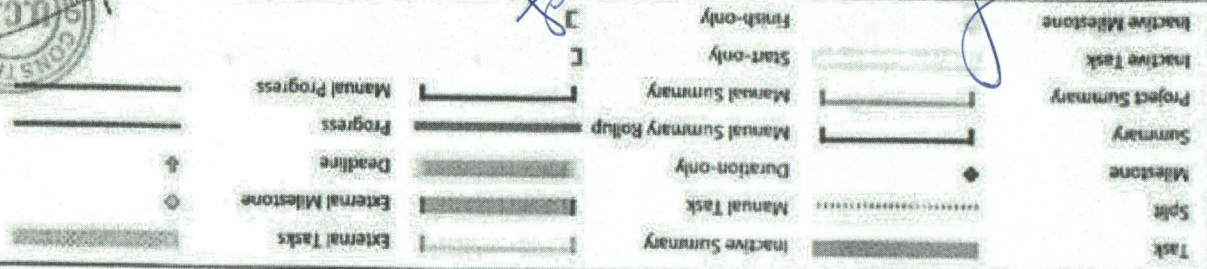 Task Inactive Summary External Tasks
Split Manual Task External Milestone
Milestone Duration-only Deadline
Summary Manual Summary Rollup Progress
Project Summary Manual Summary Manual Progress
Inactive Task Start-only
Inactive Milestone Finish-only